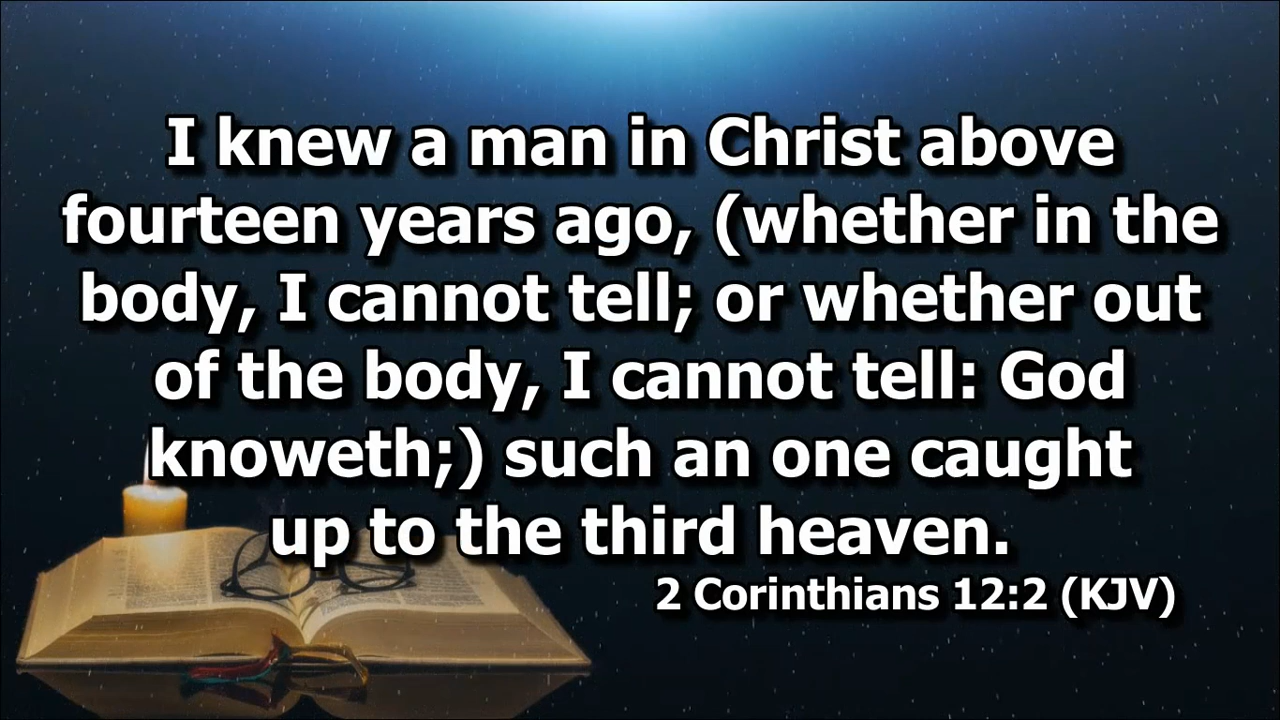 I knew a man in Christ above
fourteen years ago, (whether in the
body, I cannot tell; or whether out
of the body, I cannot tell: God
knoweth;) such an one caught
up to the third heaven.
2 Corinthians 12:2 (KJV)